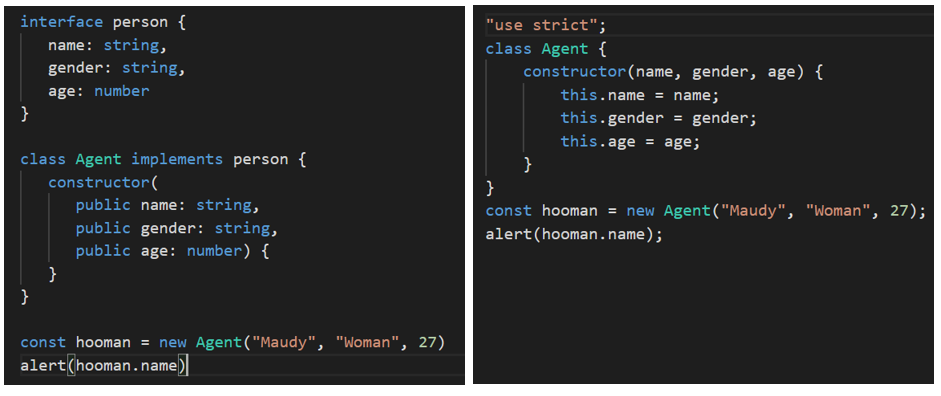 interface person {
name: string,
gender: string,
age: number
}
class Agent implements person {
constructor(
public name: string,
public gender: string,
public age: number) {
}
}
const hooman = new Agent("Maudy", "Woman", 27)
alert(hooman.name)
"use strict";
class Agent {
constructor(name, gender, age) {
this.name = name;
this.gender = gender;
this.age = age;
}
}
const hooman = new Agent("Maudy", "Woman", 27);
alert(hooman.name);